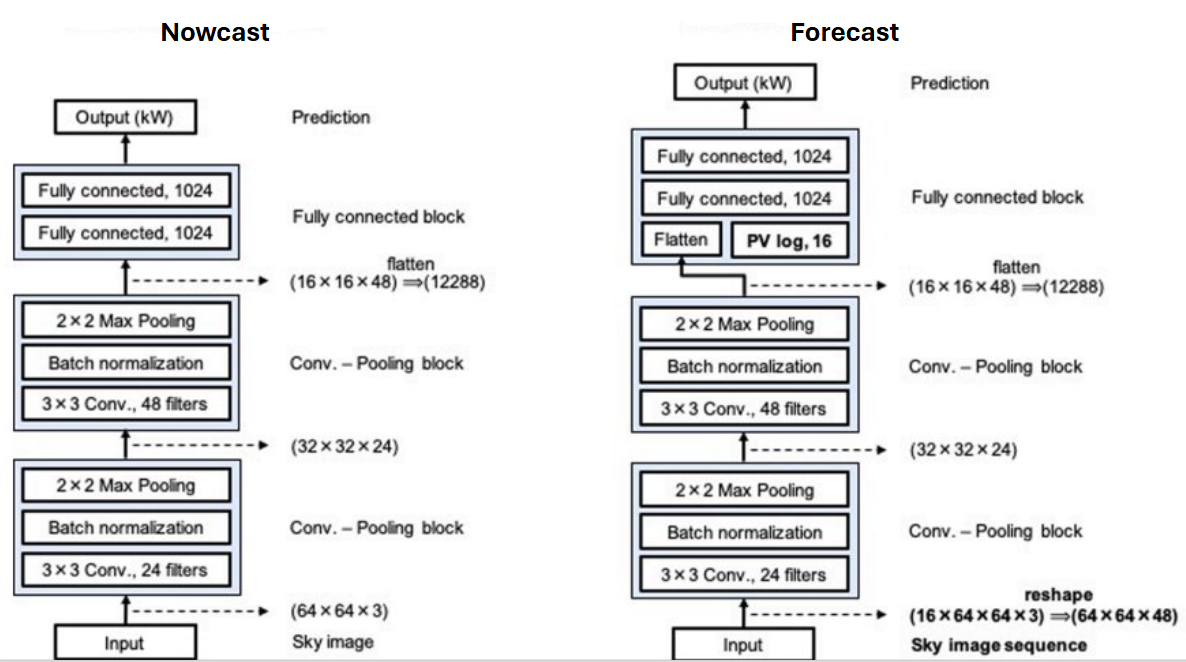 Nowcast
Output (kW)
Prediction
Fully connected, 1024
Fully connected, 1024
Fully connected block
flatten
(16×16×48) ⟹(12288)
2×2 Max Pooling
Batch normalization
3×3 Conv., 48 filters
Conv. – Pooling block
(32×32×24)
2×2 Max Pooling
Batch normalization
3×3 Conv., 24 filters
Conv. – Pooling block
(64×64×3)
Input
Sky image
Forecast
Output (kW)
Prediction
Fully connected, 1024
Fully connected, 1024
Flatten
PV log, 16
Fully connected block
flatten
(16×16×48) ⟹(12288)
2×2 Max Pooling
Batch normalization
3×3 Conv., 48 filters
Conv. – Pooling block
(32×32×24)
2×2 Max Pooling
Batch normalization
3×3 Conv., 24 filters
Conv. – Pooling block
reshape
(16×64×64×3) ⟹(64×64×48)
Input
Sky image sequence